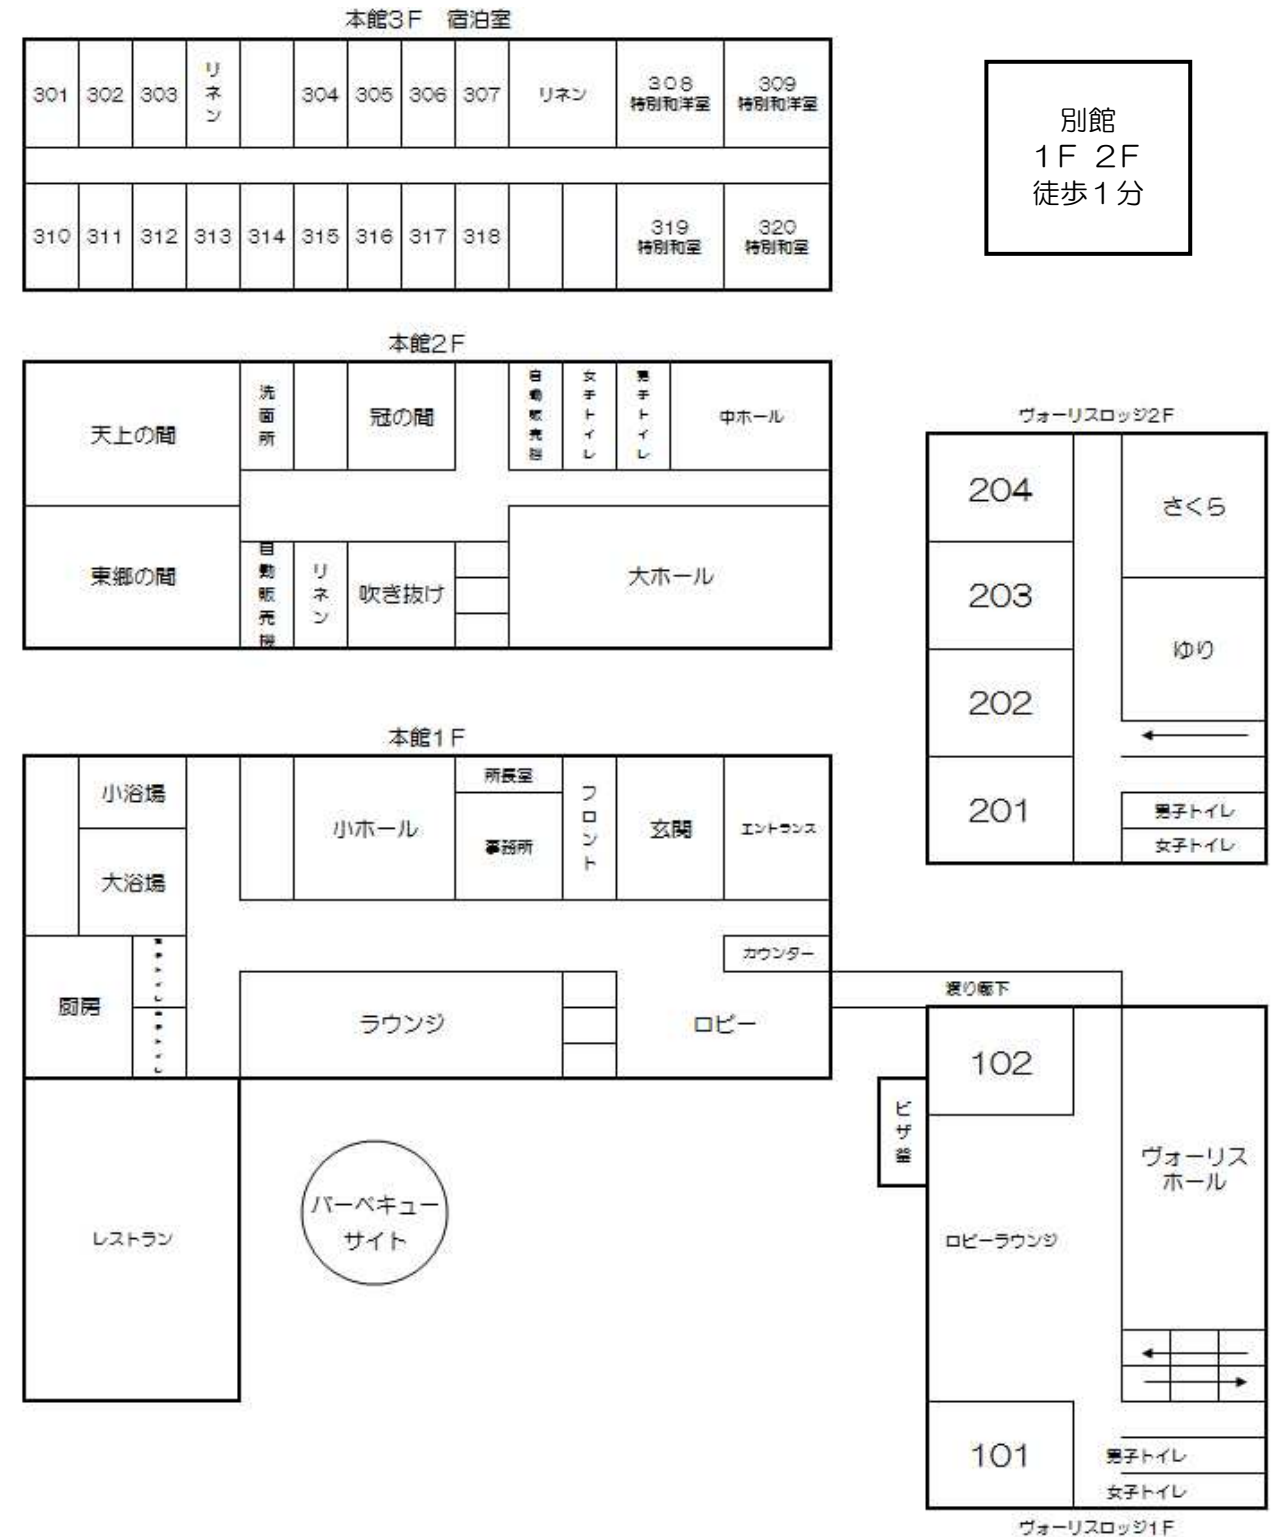 本館3F 宿泊室
301
302
303
リネン
304
305
306
307
リネン
308
特別和洋室
309
特別和洋室
310
311
312
313
314
315
316
317
318
319
特別和室
320
特別和室
別館
1F 2F
徒歩1分
本館2F
天上の間
洗面所
冠の間
自動販売機
女子トイレ
男子トイレ
中ホール
東郷の間
自動販売機
リネン
吹き抜け
大ホール
ヴォーリスロッジ2F
204
203
202
201
さくら
ゆり
男子トイレ
女子トイレ
本館1F
小浴場
大浴場
小ホール
所長室
事務所
フロント
玄関
エントランス
カウンター
厨房
ラウンジ
ロビー
渡り廊下
レストラン
バーベキュー
サイト
102
ピザ釜
ヴォーリス
ホール
ロビーラウンジ
101
男子トイレ
女子トイレ
ヴォーリスロッジ1F